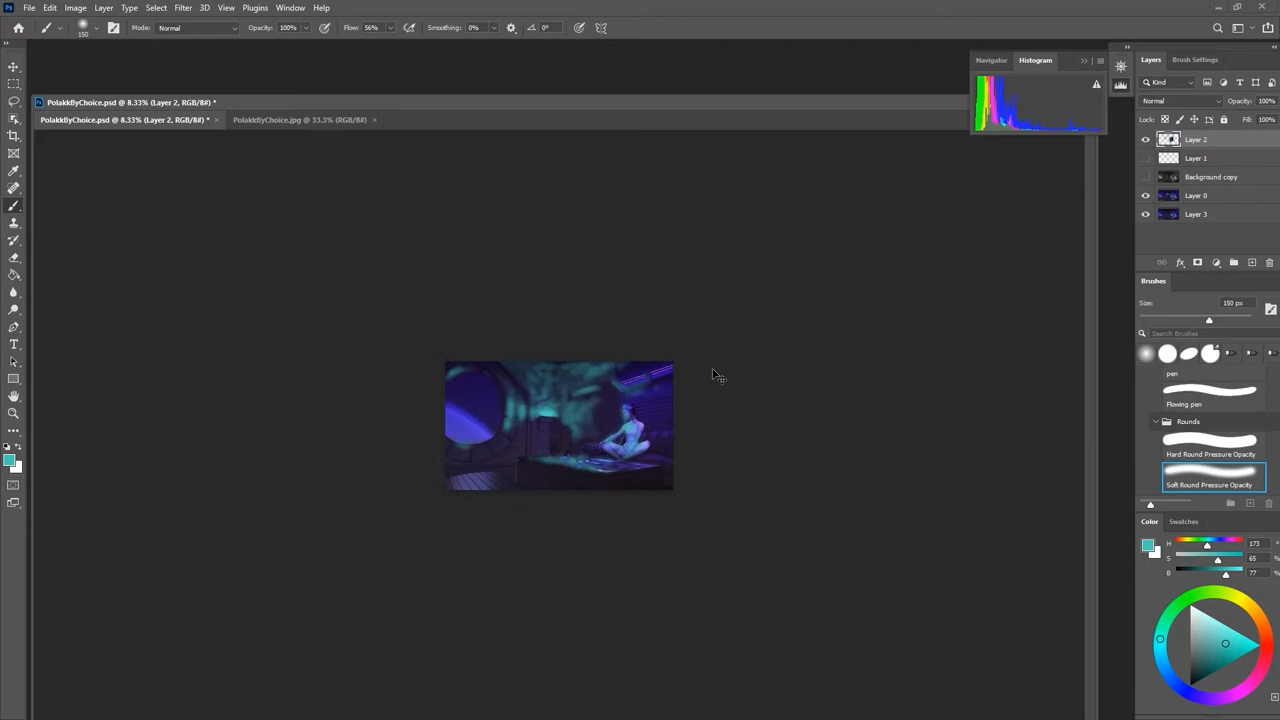 Ps File Edit Image Layer Type Select Filter 3D View Plugins Window Help
150 Mode: Normal Opacity: 100% Flow: 56% Smoothing: 0% 0°
Navigator Histogram
Layers Brush Settings
Kind
Normal Opacity: 100%
Lock: Fill: 100%
Layer 2
Layer 1
Background copy
Layer 0
Layer 3
PolakkByChoice.psd @ 8.33% (Layer 2, RGB/8#) *
PolakkByChoice.psd @ 8.33% (Layer 2, RGB/8#) * × PolakkByChoice.jpg @ 33.3% (RGB/8#) ×
Brushes
Size: 150 px
Search Brushes
pen
Flowing pen
Rounds
Hard Round Pressure Opacity
Soft Round Pressure Opacity
Color Swatches
H 173 °
S 65 %
B 77 %